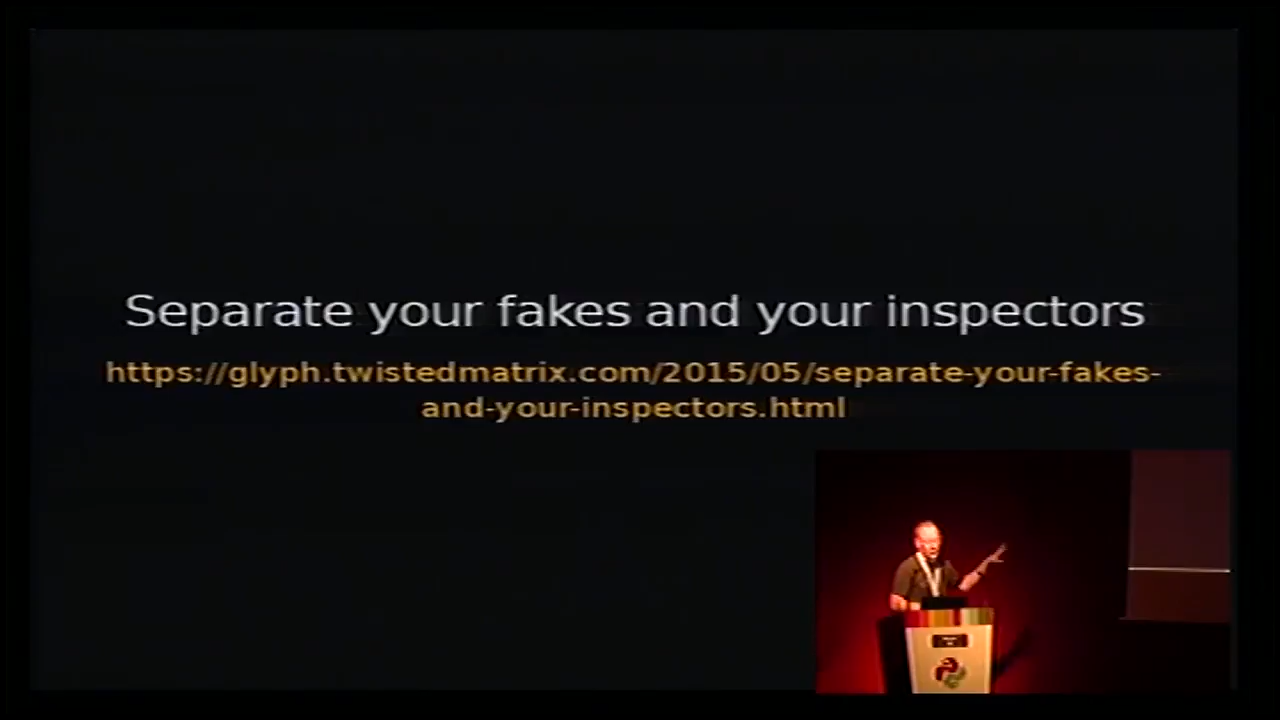 Separate your fakes and your inspectors
https://glyph.twistedmatrix.com/2015/05/separate-your-fakes-
and-your-inspectors.html